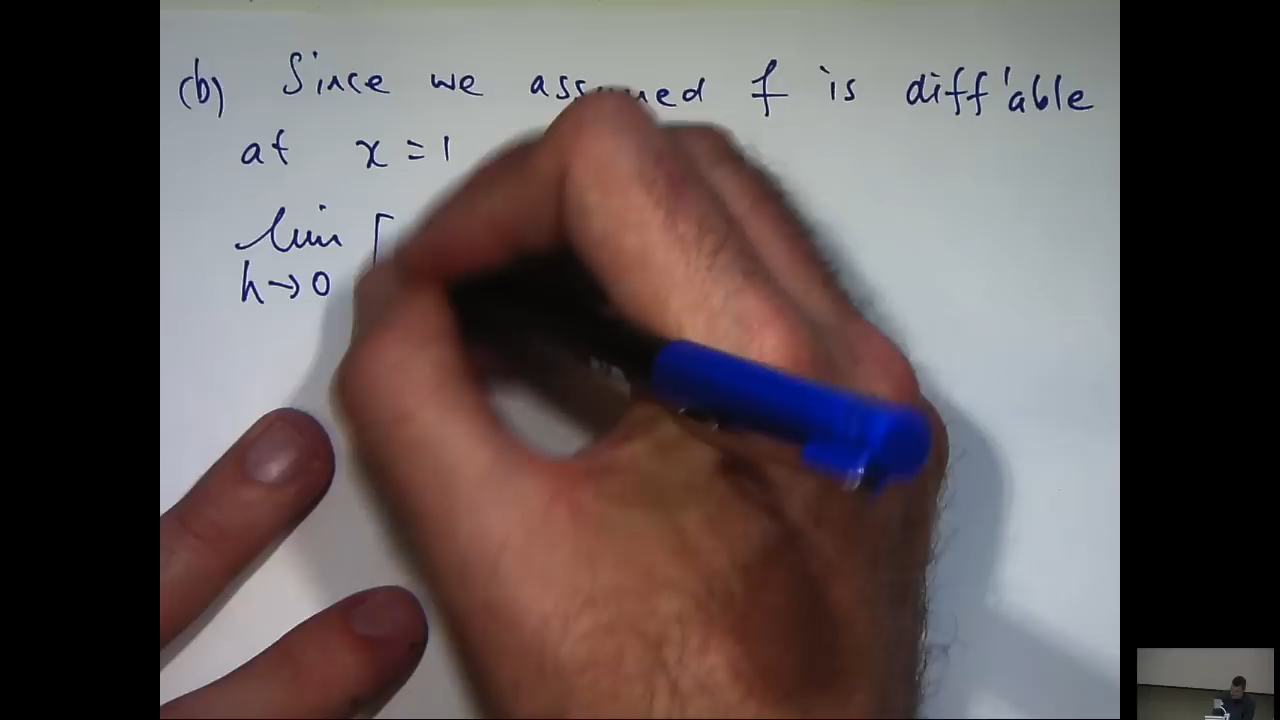 (b) Since we assumed f is diff'able
at x = 1
lim [
h→0